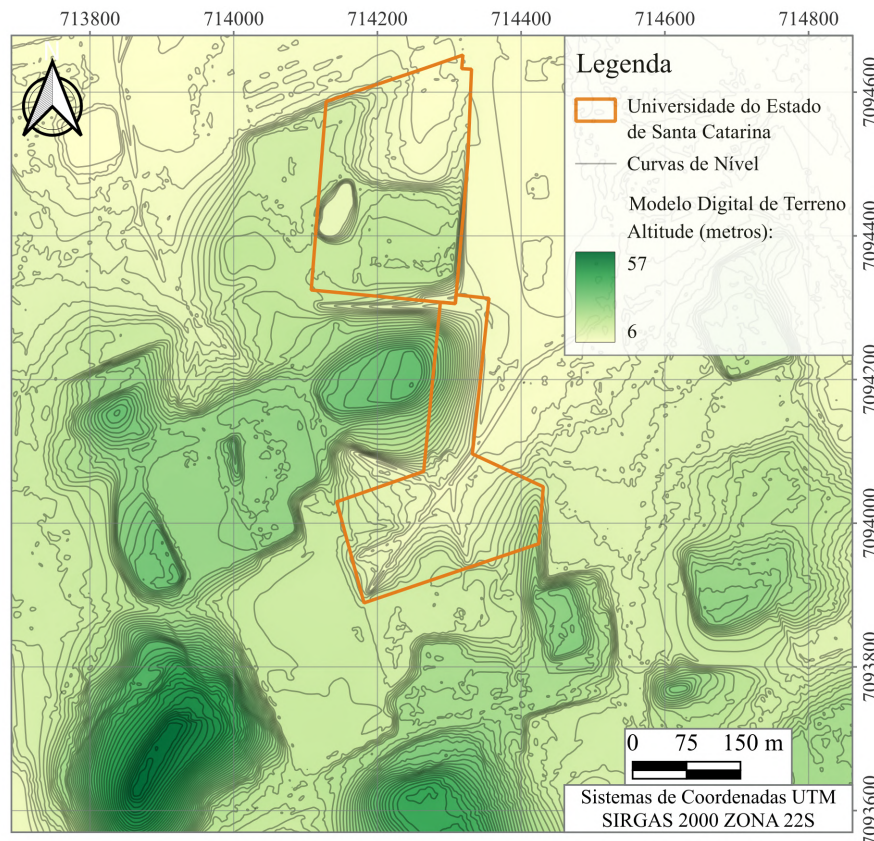 713800 714000 714200 714400 714600 714800
N
Legenda
Universidade do Estado
de Santa Catarina
Curvas de Nível
Modelo Digital de Terreno
Altitude (metros):
57
6
7094600
7094400
7094200
7094000
7093800
7093600
0 75 150 m
Sistemas de Coordenadas UTM
SIRGAS 2000 ZONA 22S